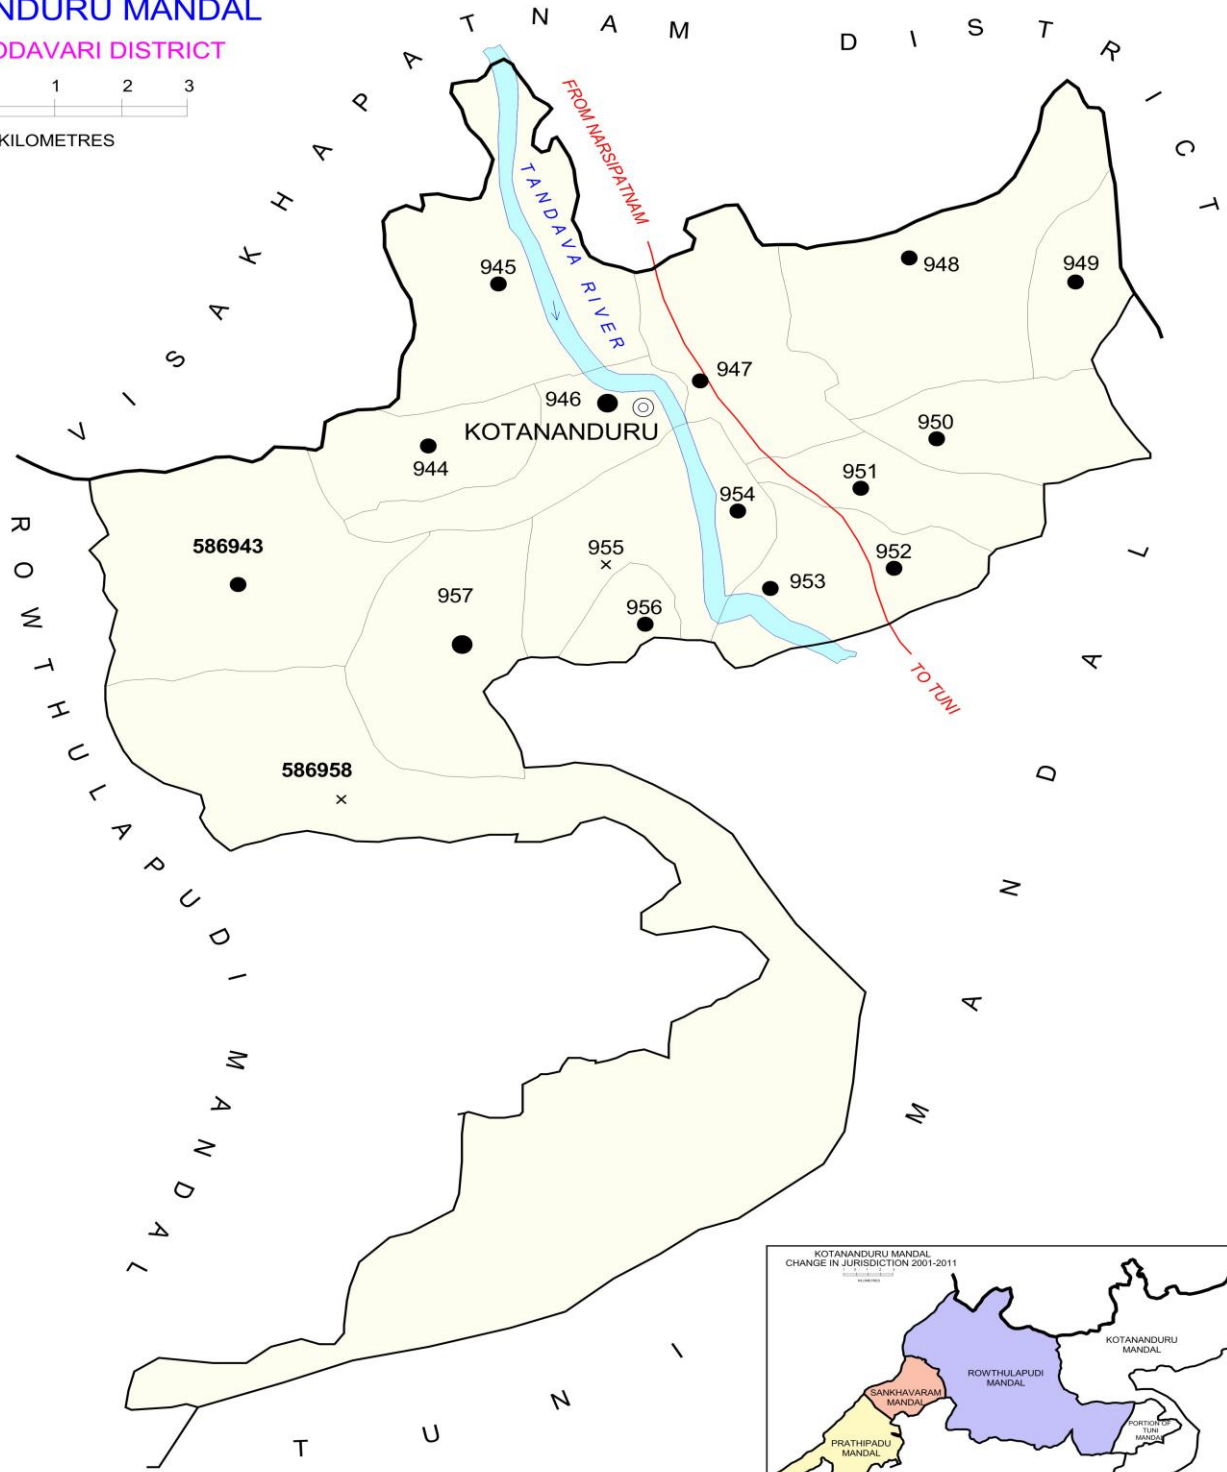 NDURU MANDAL
ODAVARI DISTRICT
1 2 3
KILOMETRES
VISAKHAPATNAM DISTRICT
FROM NARSIPATNAM
TANDAVA RIVER
945
948
949
947
946
KOTANANDURU
944
950
951
954
586943
955
952
957
956
953
TO TUNI
586958
ROWTHULAPUDI MANDAL
TUNI MANDAL
KOTANANDURU MANDAL
CHANGE IN JURISDICTION 2001-2011
KOTANANDURU
MANDAL
ROWTHULAPUDI
MANDAL
SANKHAVARAM
MANDAL
PORTION OF
TUNI
MANDAL
PRATHIPADU
MANDAL